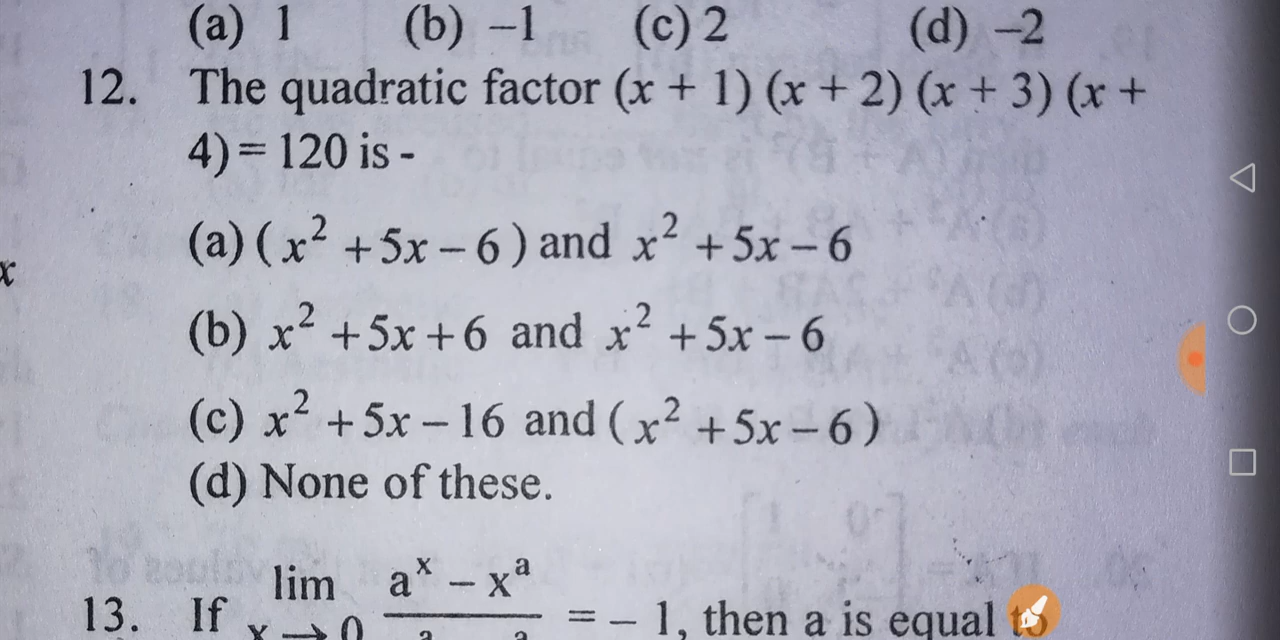 (a) 1 (b) –1 (c) 2 (d) –2
12. The quadratic factor (x + 1) (x + 2) (x + 3) (x +
4) = 120 is -
(a) ( x² + 5x – 6 ) and x² + 5x – 6
x
(b) x² + 5x + 6 and x² + 5x – 6
(c) x² + 5x – 16 and ( x² + 5x – 6 )
(d) None of these.
lim aˣ – xᵃ
13. If x → 0 = – 1, then a is equal to